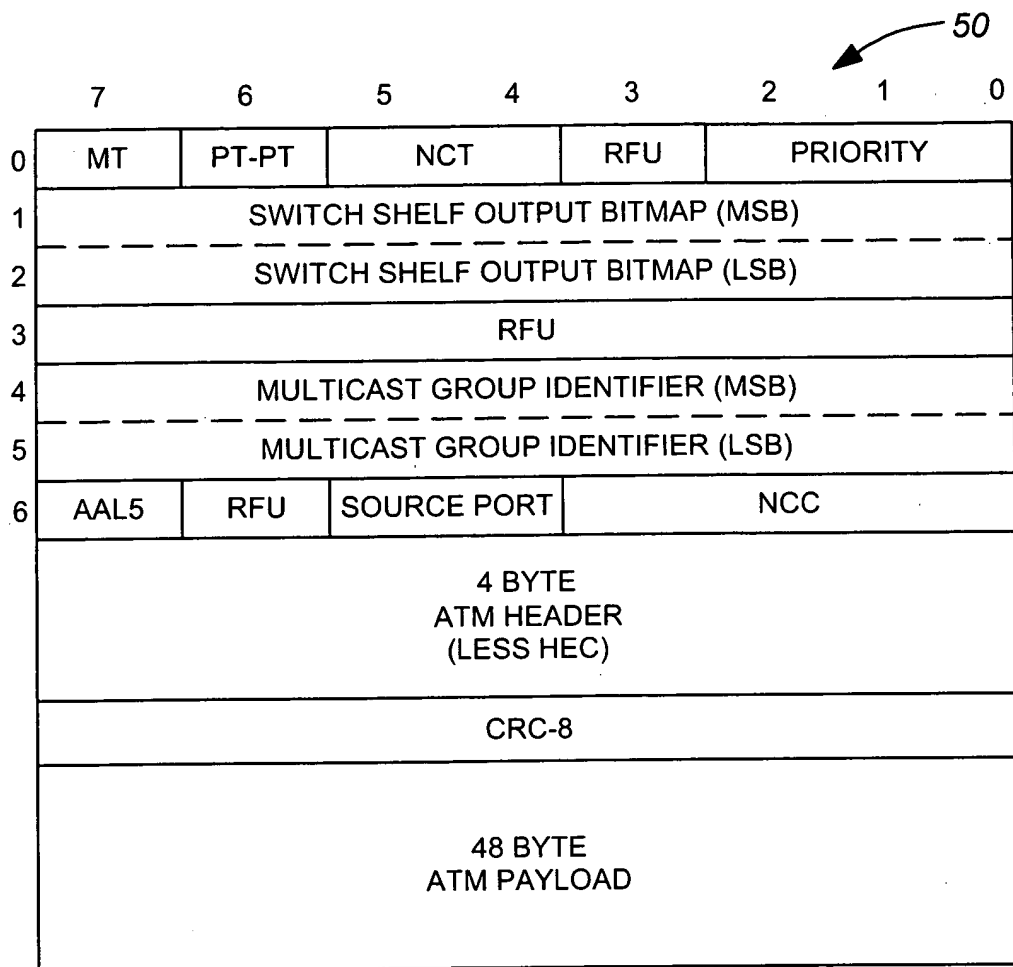 50
7 6 5 4 3 2 1 0
0 MT PT-PT NCT RFU PRIORITY
1 SWITCH SHELF OUTPUT BITMAP (MSB)
2 SWITCH SHELF OUTPUT BITMAP (LSB)
3 RFU
4 MULTICAST GROUP IDENTIFIER (MSB)
5 MULTICAST GROUP IDENTIFIER (LSB)
6 AAL5 RFU SOURCE PORT NCC
4 BYTE
ATM HEADER
(LESS HEC)
CRC-8
48 BYTE
ATM PAYLOAD